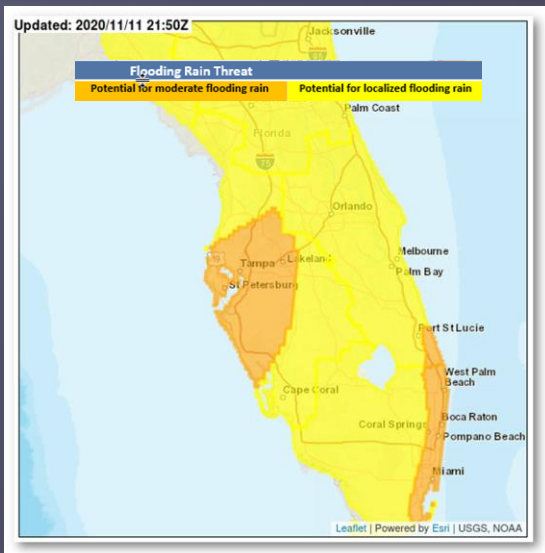 Updated: 2020/11/11 21:50Z
Jacksonville
95
Flooding Rain Threat
Potential for moderate flooding rain
Potential for localized flooding rain
Palm Coast
Florida
75
Orlando
Melbourne
Tampa
Lakeland
Palm Bay
St Petersburg
Port St Lucie
West Palm
Beach
Cape Coral
Boca Raton
Coral Springs
Pompano Beach
Miami
Leaflet | Powered by Esri | USGS, NOAA